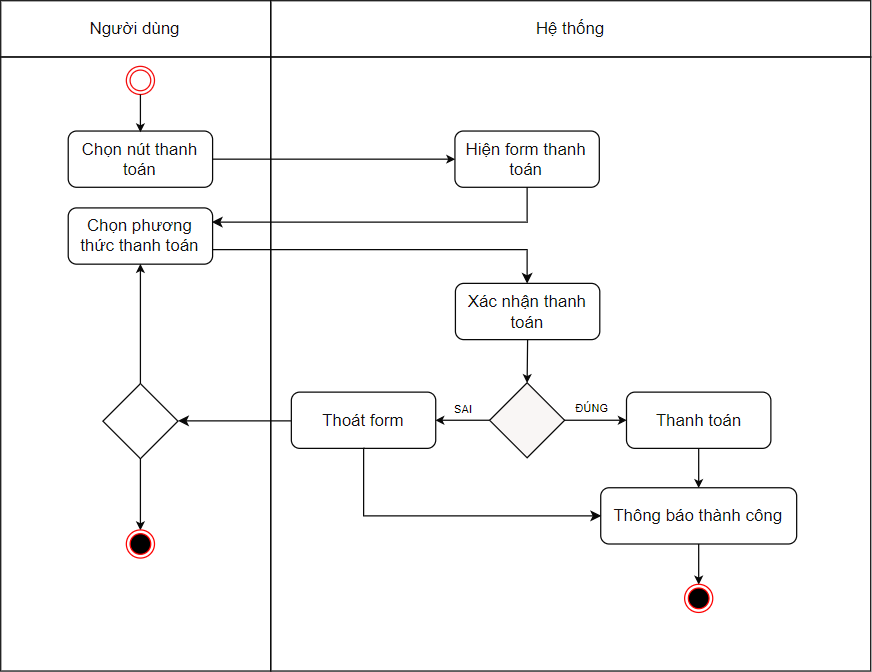 Người dùng
Hệ thống
Chọn nút thanh
toán
Hiện form thanh
toán
Chọn phương
thức thanh toán
Xác nhận thanh
toán
Thoát form
SAI
ĐÚNG
Thanh toán
Thông báo thành công